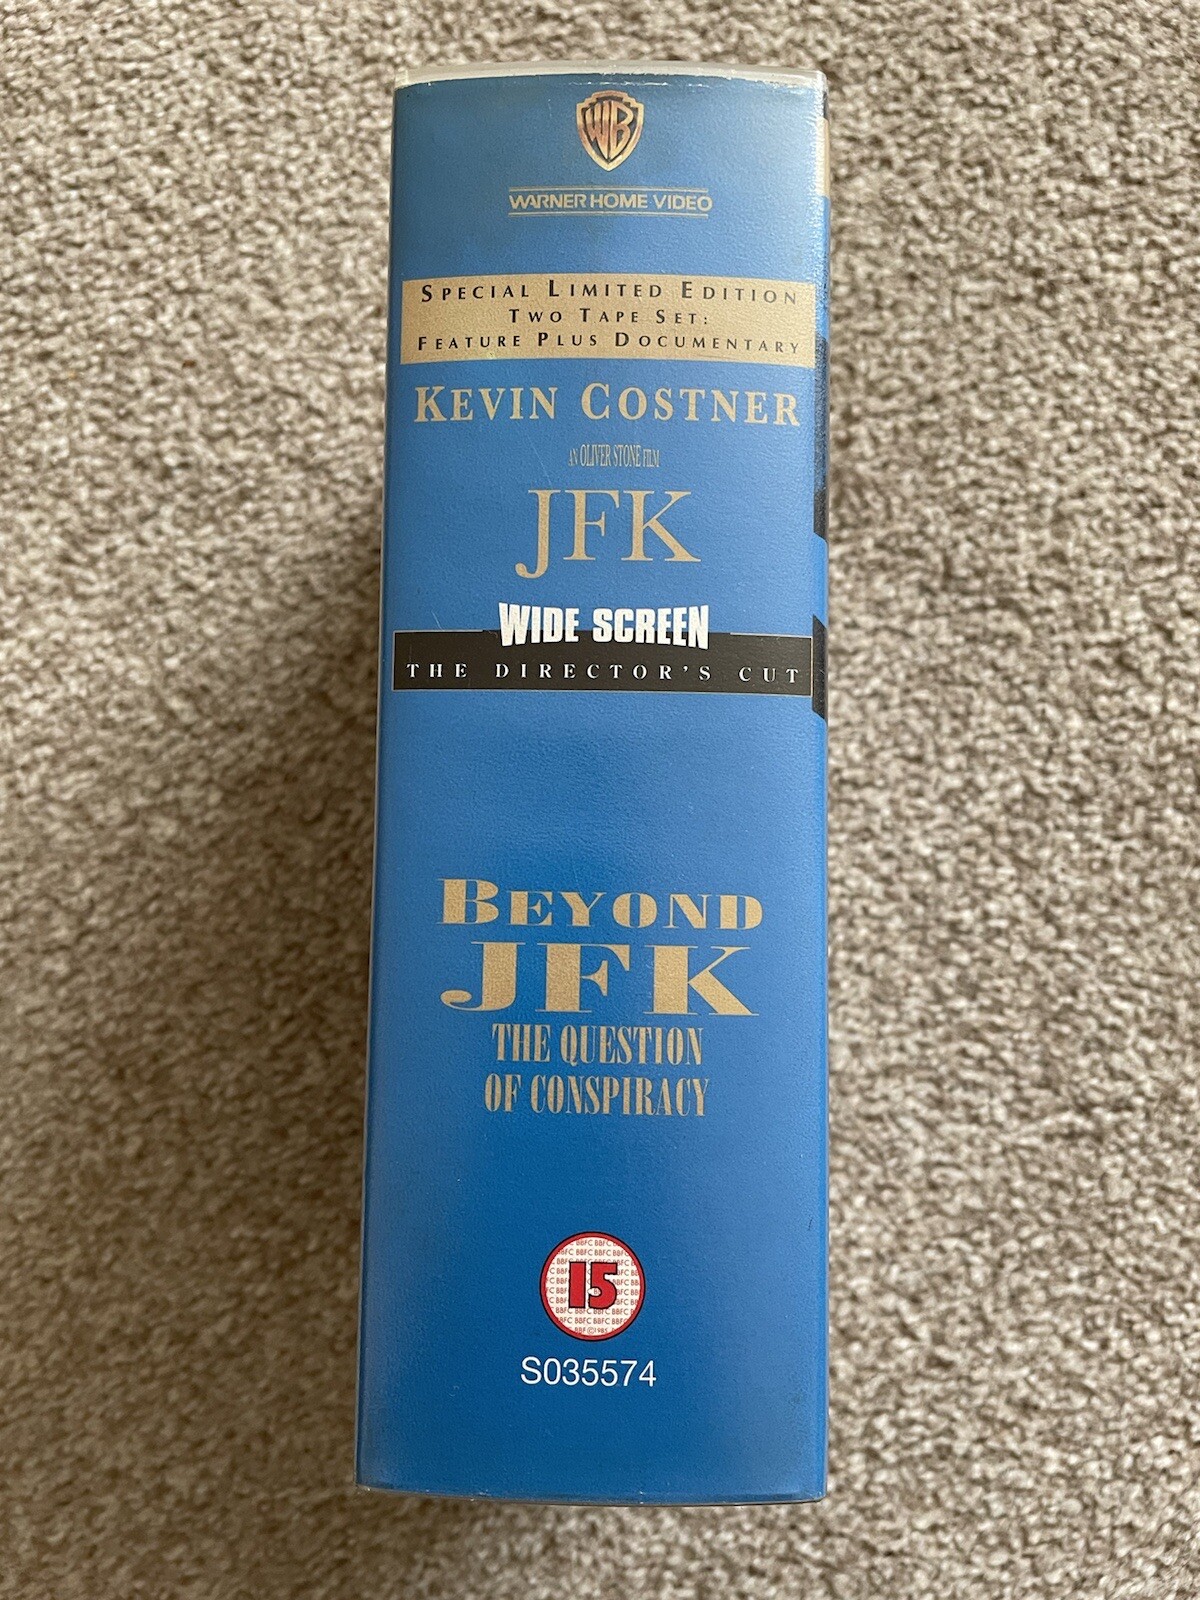 WB
WARNER HOME VIDEO
SPECIAL LIMITED EDITION
TWO TAPE SET:
FEATURE PLUS DOCUMENTARY
KEVIN COSTNER
AN OLIVER STONE FILM
JFK
WIDE SCREEN
THE DIRECTOR'S CUT
BEYOND
JFK
THE QUESTION
OF CONSPIRACY
15
S035574